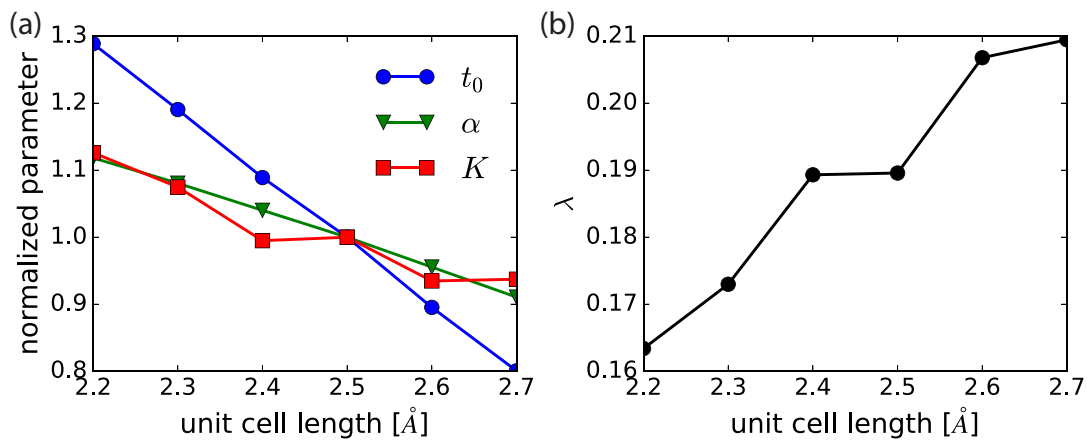 (a)
normalized parameter
1.3
1.2
1.1
1.0
0.9
0.8
2.2 2.3 2.4 2.5 2.6 2.7
unit cell length [Å]
t₀
α
K
(b)
λ
0.21
0.20
0.19
0.18
0.17
0.16
2.2 2.3 2.4 2.5 2.6 2.7
unit cell length [Å]